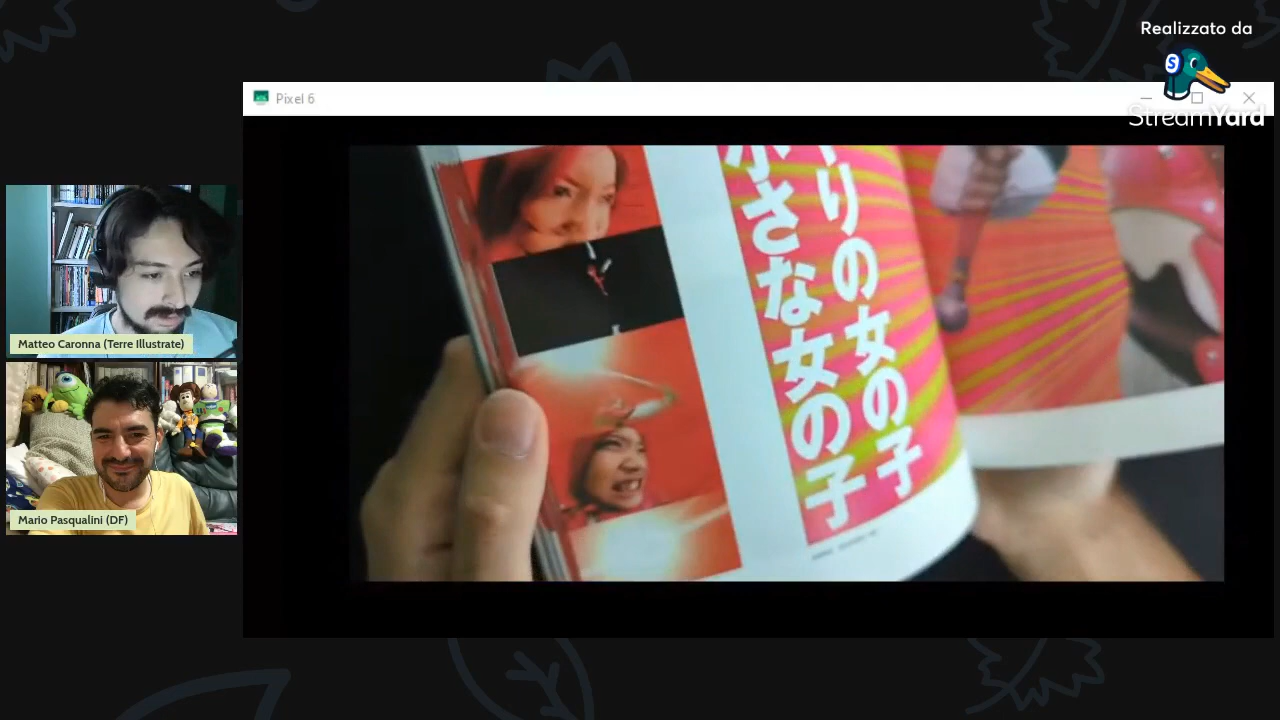 Realizzato da
StreamYard
Pixel 6
りの女の子
小さな女の子
Matteo Caronna (Terre Illustrate)
Mario Pasqualini (DF)